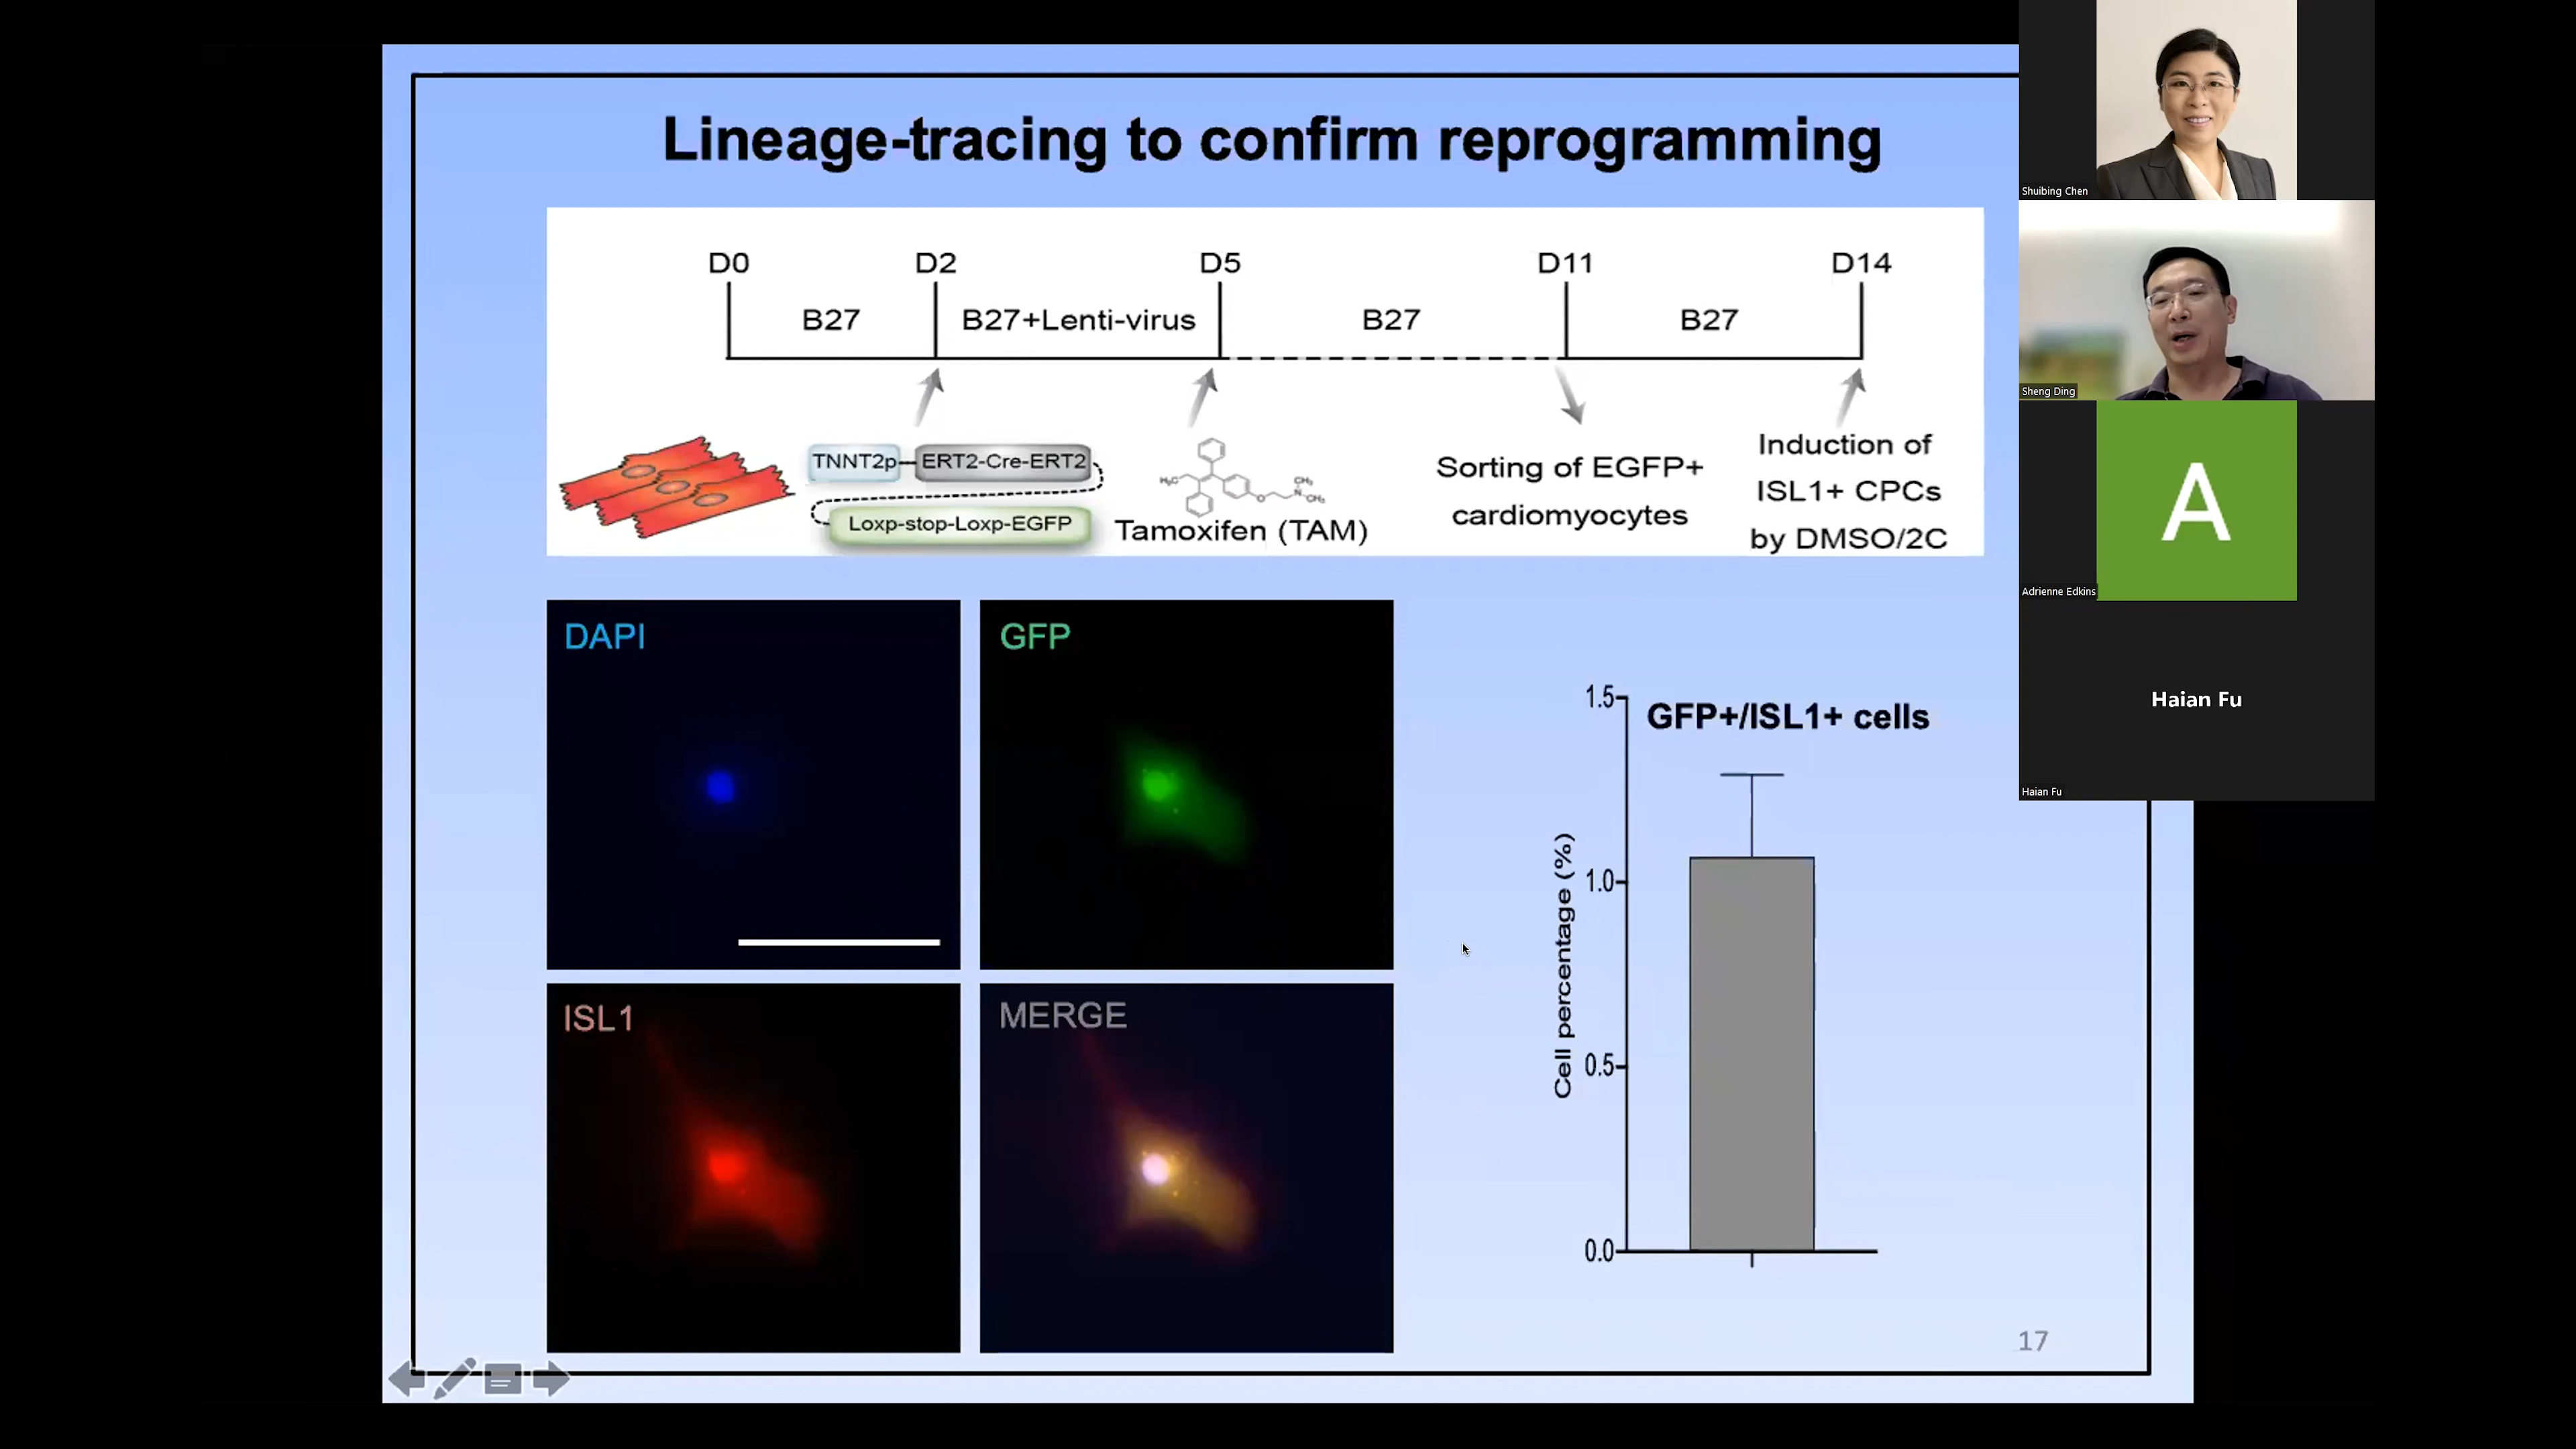 Lineage-tracing to confirm reprogramming
D0 D2 D5 D11 D14
B27 B27+Lenti-virus B27 B27
TNNT2p ERT2-Cre-ERT2
Loxp-stop-Loxp-EGFP
H₃C CH₃
O N CH₃
Tamoxifen (TAM)
Sorting of EGFP+
cardiomyocytes
Induction of
ISL1+ CPCs
by DMSO/2C
DAPI
GFP
ISL1
MERGE
GFP+/ISL1+ cells
Cell percentage (%)
1.5
1.0
0.5
0.0
17
Shuibing Chen
Sheng Ding
A
Adrienne Edkins
Haian Fu
Haian Fu